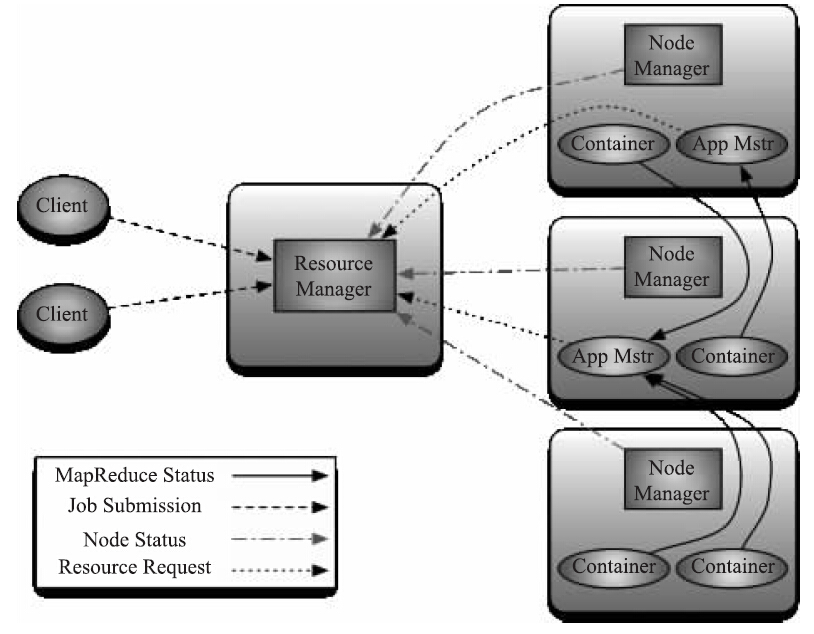 Node
Manager
Container
App Mstr
Client
Resource
Manager
Node
Manager
Client
App Mstr
Container
Node
Manager
Container
Container
MapReduce Status
Job Submission
Node Status
Resource Request